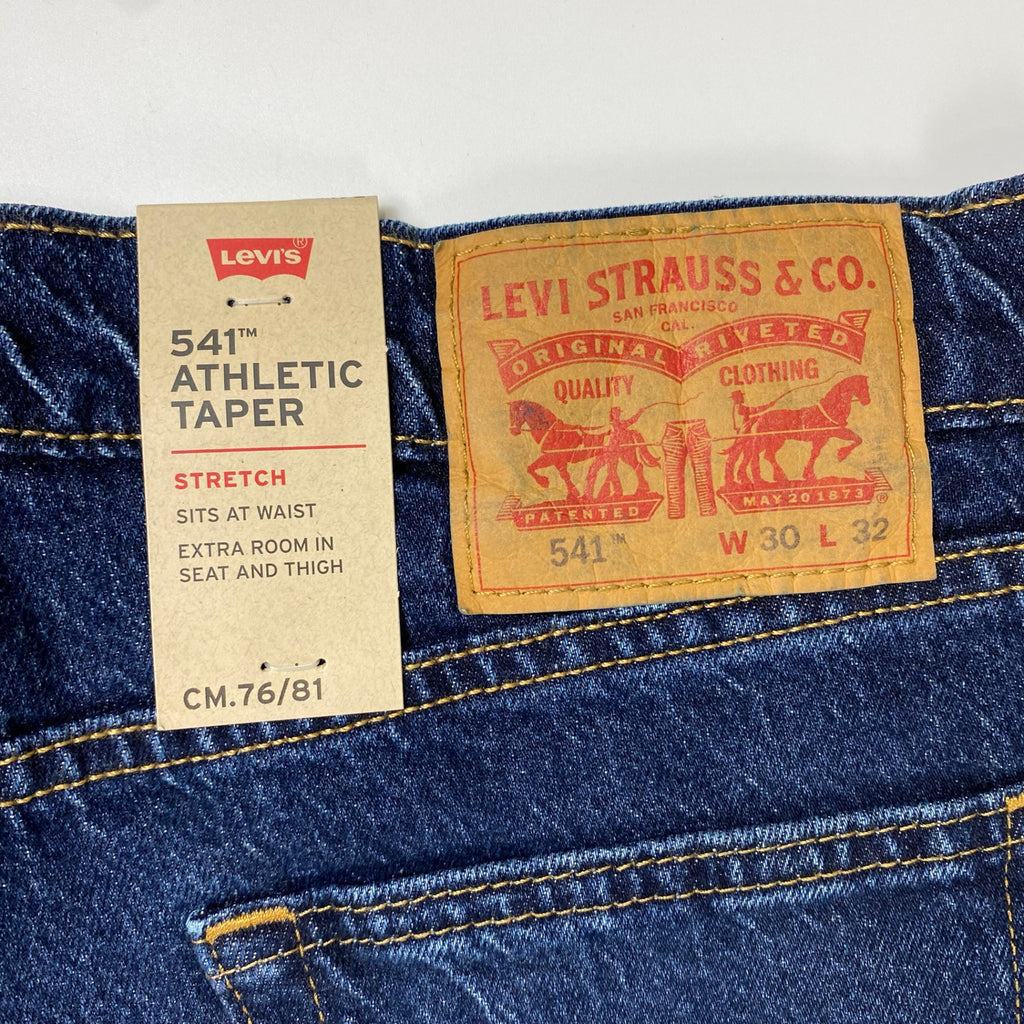 LEVI'S®
541™
ATHLETIC
TAPER
STRETCH
SITS AT WAIST
EXTRA ROOM IN
SEAT AND THIGH
CM.76/81
LEVI STRAUSS & CO.
SAN FRANCISCO
CAL.
ORIGINAL RIVETED
QUALITY CLOTHING
PATENTED MAY 20 1873 ®
541™ W 30 L 32